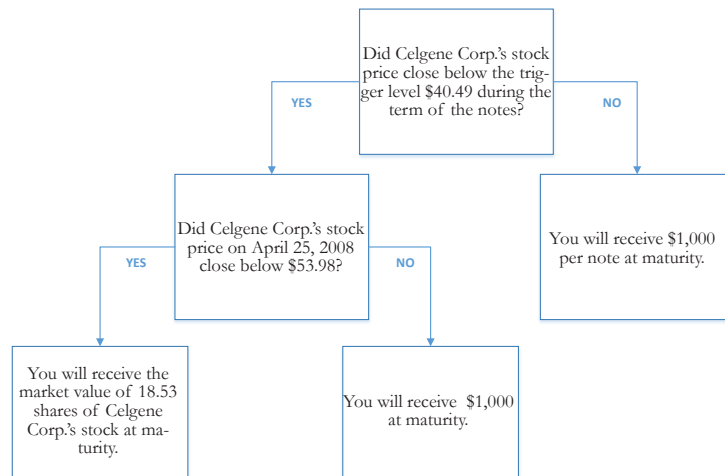 Did Celgene Corp.'s stock
price close below the trig-
ger level $40.49 during the
term of the notes?
YES
NO
Did Celgene Corp.'s stock
price on April 25, 2008
close below $53.98?
You will receive $1,000
per note at maturity.
YES
NO
You will receive the
market value of 18.53
shares of Celgene
Corp.'s stock at ma-
turity.
You will receive $1,000
at maturity.